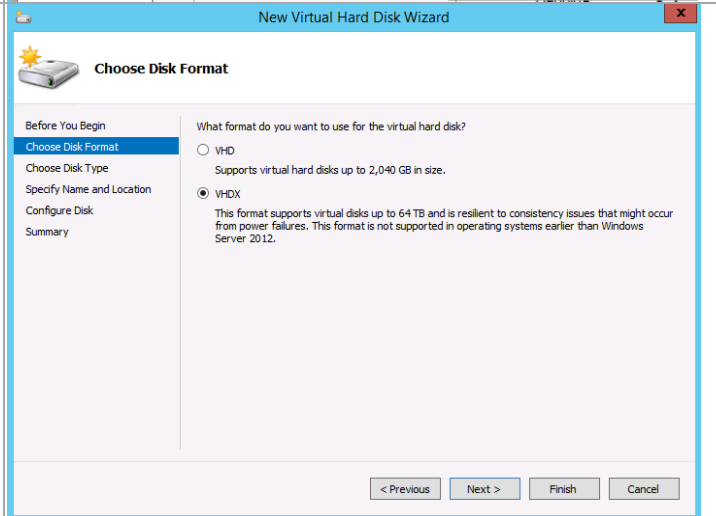 New Virtual Hard Disk Wizard
x
Choose Disk Format
Before You Begin
Choose Disk Format
Choose Disk Type
Specify Name and Location
Configure Disk
Summary
What format do you want to use for the virtual hard disk?
VHD
Supports virtual hard disks up to 2,040 GB in size.
VHDX
This format supports virtual disks up to 64 TB and is resilient to consistency issues that might occur
from power failures. This format is not supported in operating systems earlier than Windows
Server 2012.
< Previous
Next >
Finish
Cancel